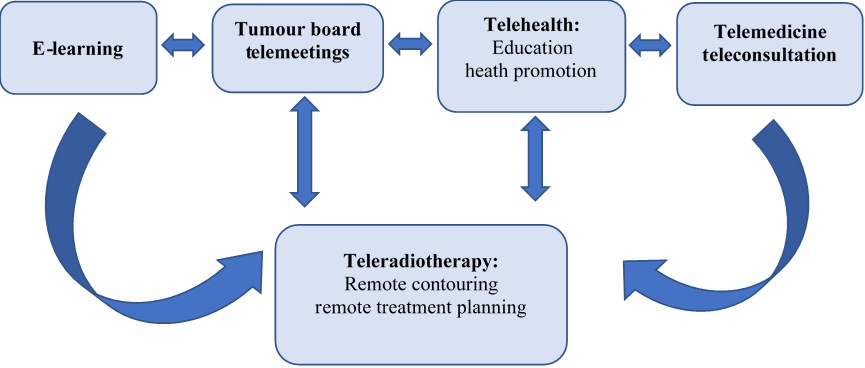 E-learning
Tumour board
telemeetings
Telehealth:
Education
heath promotion
Telemedicine
teleconsultation
Teleradiotherapy:
Remote contouring
remote treatment planning